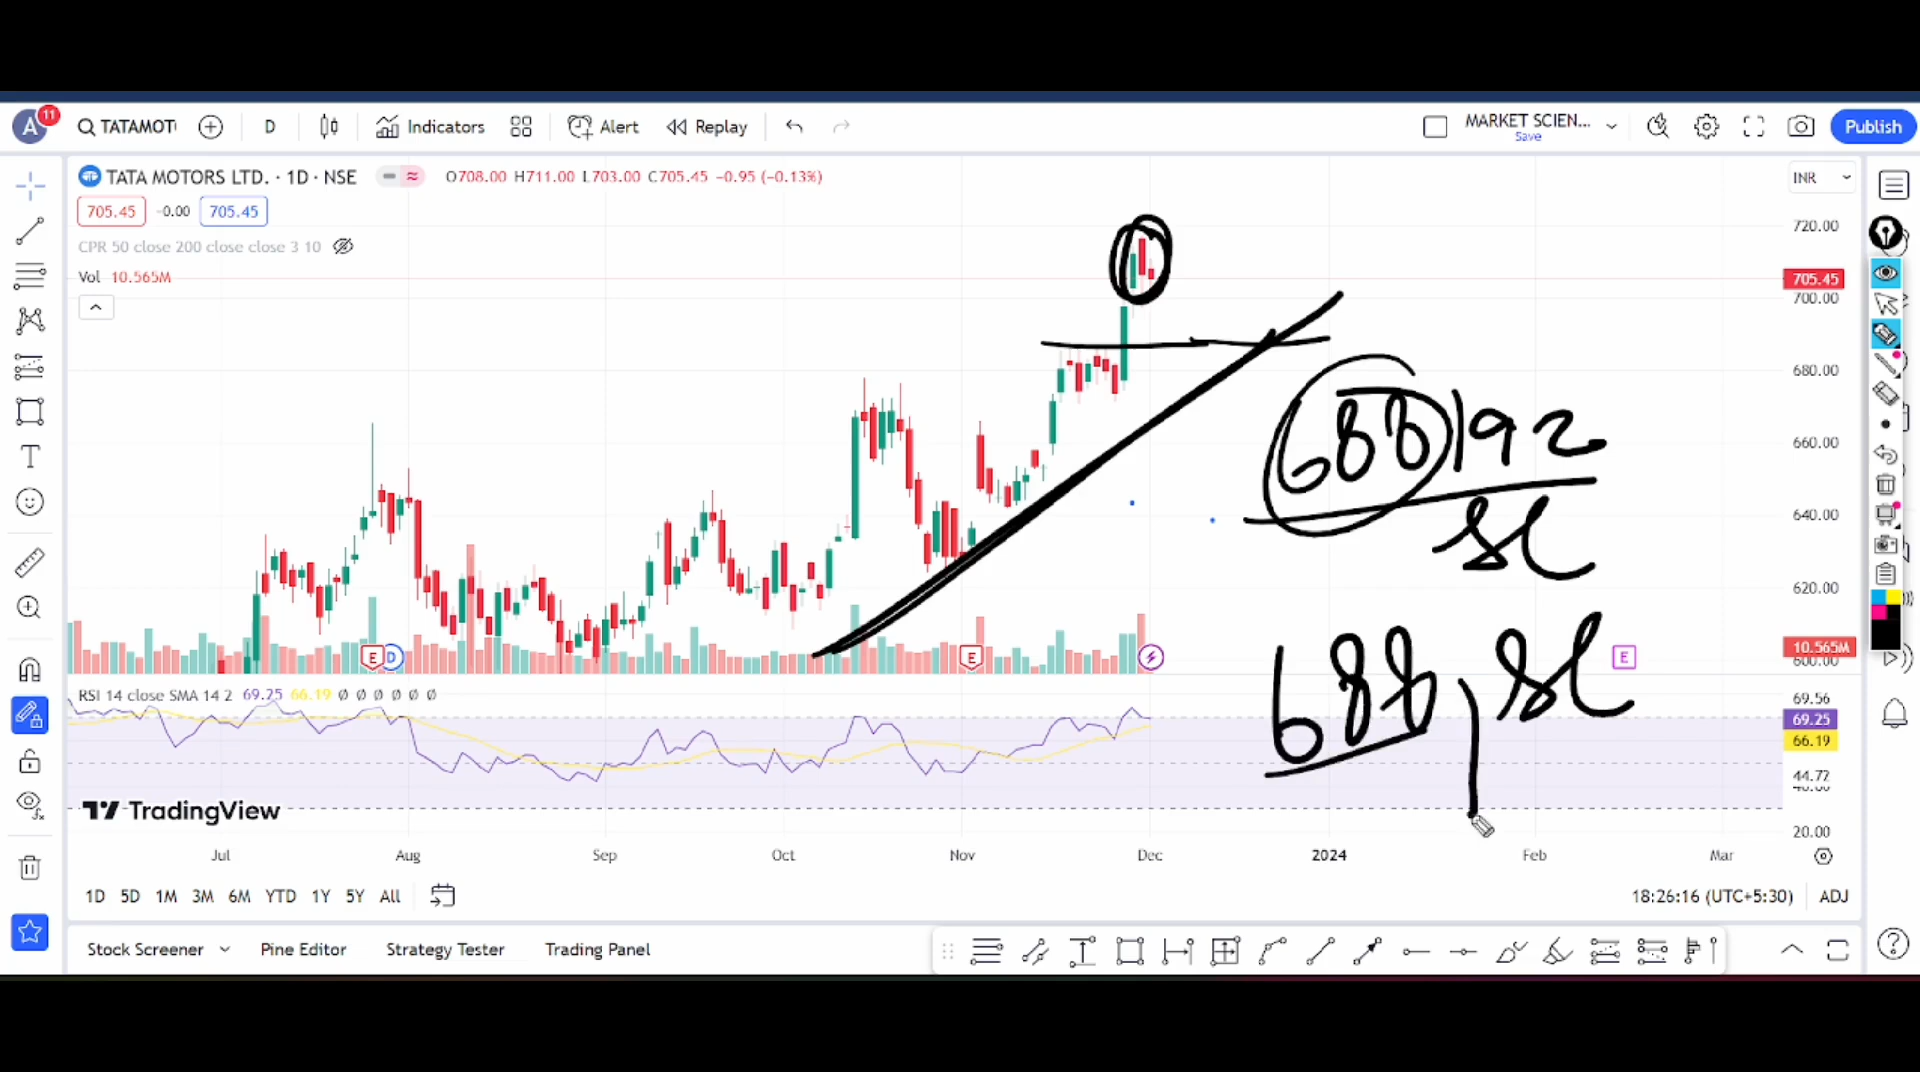 A 11 TATAMOT D Indicators Alert Replay MARKET SCIEN... Save Publish
TATA MOTORS LTD. · 1D · NSE O708.00 H711.00 L703.00 C705.45 −0.95 (−0.13%) INR
705.45 -0.00 705.45
CPR 50 close 200 close close 3 10
Vol 10.565M
720.00
705.45
700.00
680.00
660.00
640.00
620.00
10.565M
600.00
688|92
SL
688, SL
E D E E
RSI 14 close SMA 14 2 69.25 66.19 Ø Ø Ø Ø Ø Ø
69.56
69.25
66.19
44.72
40.00
20.00
TradingView
Jul Aug Sep Oct Nov Dec 2024 Feb Mar
1D 5D 1M 3M 6M YTD 1Y 5Y All 18:26:16 (UTC+5:30) ADJ
Stock Screener Pine Editor Strategy Tester Trading Panel